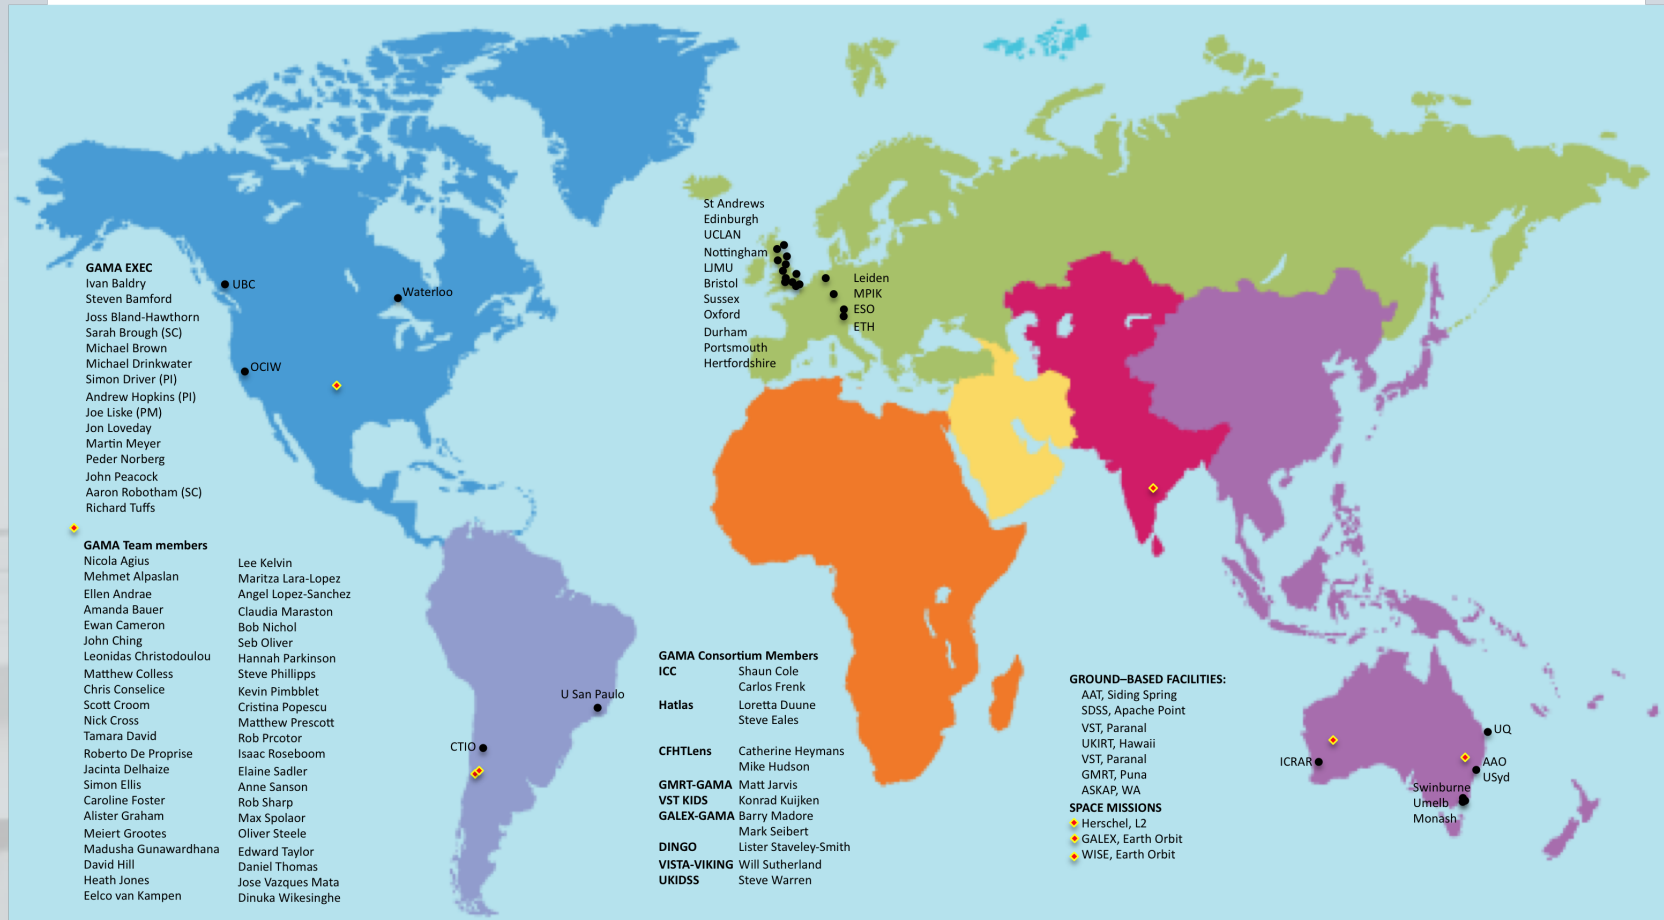 GAMA EXEC
Ivan Baldry
Steven Bamford
Joss Bland-Hawthorn
Sarah Brough (SC)
Michael Brown
Michael Drinkwater
Simon Driver (PI)
Andrew Hopkins (PI)
Joe Liske (PM)
Jon Loveday
Martin Meyer
Peder Norberg
John Peacock
Aaron Robotham (SC)
Richard Tuffs
GAMA Team members
Nicola Agius
Mehmet Alpaslan
Ellen Andrae
Amanda Bauer
Ewan Cameron
John Ching
Leonidas Christodoulou
Matthew Colless
Chris Conselice
Scott Croom
Nick Cross
Tamara David
Roberto De Proprise
Jacinta Delhaize
Simon Ellis
Caroline Foster
Alister Graham
Meiert Grootes
Madusha Gunawardhana
David Hill
Heath Jones
Eelco van Kampen
Lee Kelvin
Maritza Lara-Lopez
Angel Lopez-Sanchez
Claudia Maraston
Bob Nichol
Seb Oliver
Hannah Parkinson
Steve Phillipps
Kevin Pimbblet
Cristina Popescu
Matthew Prescott
Rob Prcotor
Isaac Roseboom
Elaine Sadler
Anne Sanson
Rob Sharp
Max Spolaor
Oliver Steele
Edward Taylor
Daniel Thomas
Jose Vazques Mata
Dinuka Wikesinghe
UBC
Waterloo
OCIW
U San Paulo
CTIO
St Andrews
Edinburgh
UCLAN
Nottingham
LJMU
Bristol
Sussex
Oxford
Durham
Portsmouth
Hertfordshire
Leiden
MPIK
ESO
ETH
GAMA Consortium Members
ICC Shaun Cole
Carlos Frenk
Hatlas Loretta Duune
Steve Eales
CFHTLens Catherine Heymans
Mike Hudson
GMRT-GAMA Matt Jarvis
VST KIDS Konrad Kuijken
GALEX-GAMA Barry Madore
Mark Seibert
DINGO Lister Staveley-Smith
VISTA-VIKING Will Sutherland
UKIDSS Steve Warren
GROUND–BASED FACILITIES:
AAT, Siding Spring
SDSS, Apache Point
VST, Paranal
UKIRT, Hawaii
VST, Paranal
GMRT, Puna
ASKAP, WA
SPACE MISSIONS
Herschel, L2
GALEX, Earth Orbit
WISE, Earth Orbit
UQ
ICRAR
AAO
USyd
Swinburne
Umelb
Monash